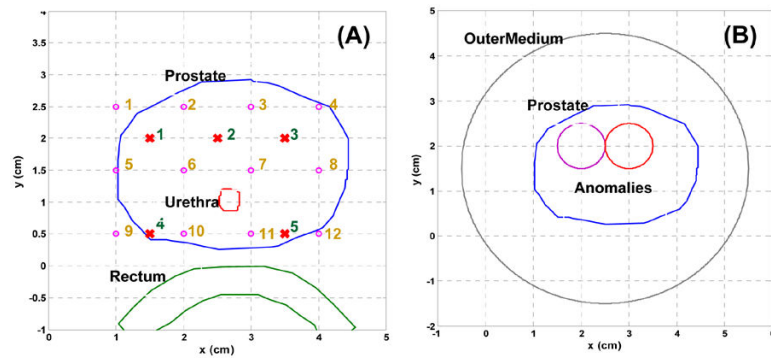 (A)
4
3.5
3
2.5
2
1.5
1
0.5
0
-0.5
-1
y (cm)
Prostate
1 2 3 4
1 2 3
5 6 7 8
Urethra
4 5
9 10 11 12
Rectum
0 1 2 3 4 5
x (cm)
(B)
5
4
3
2
1
0
-1
-2
y (cm)
OuterMedium
Prostate
Anomalies
0 1 2 3 4 5
x (cm)